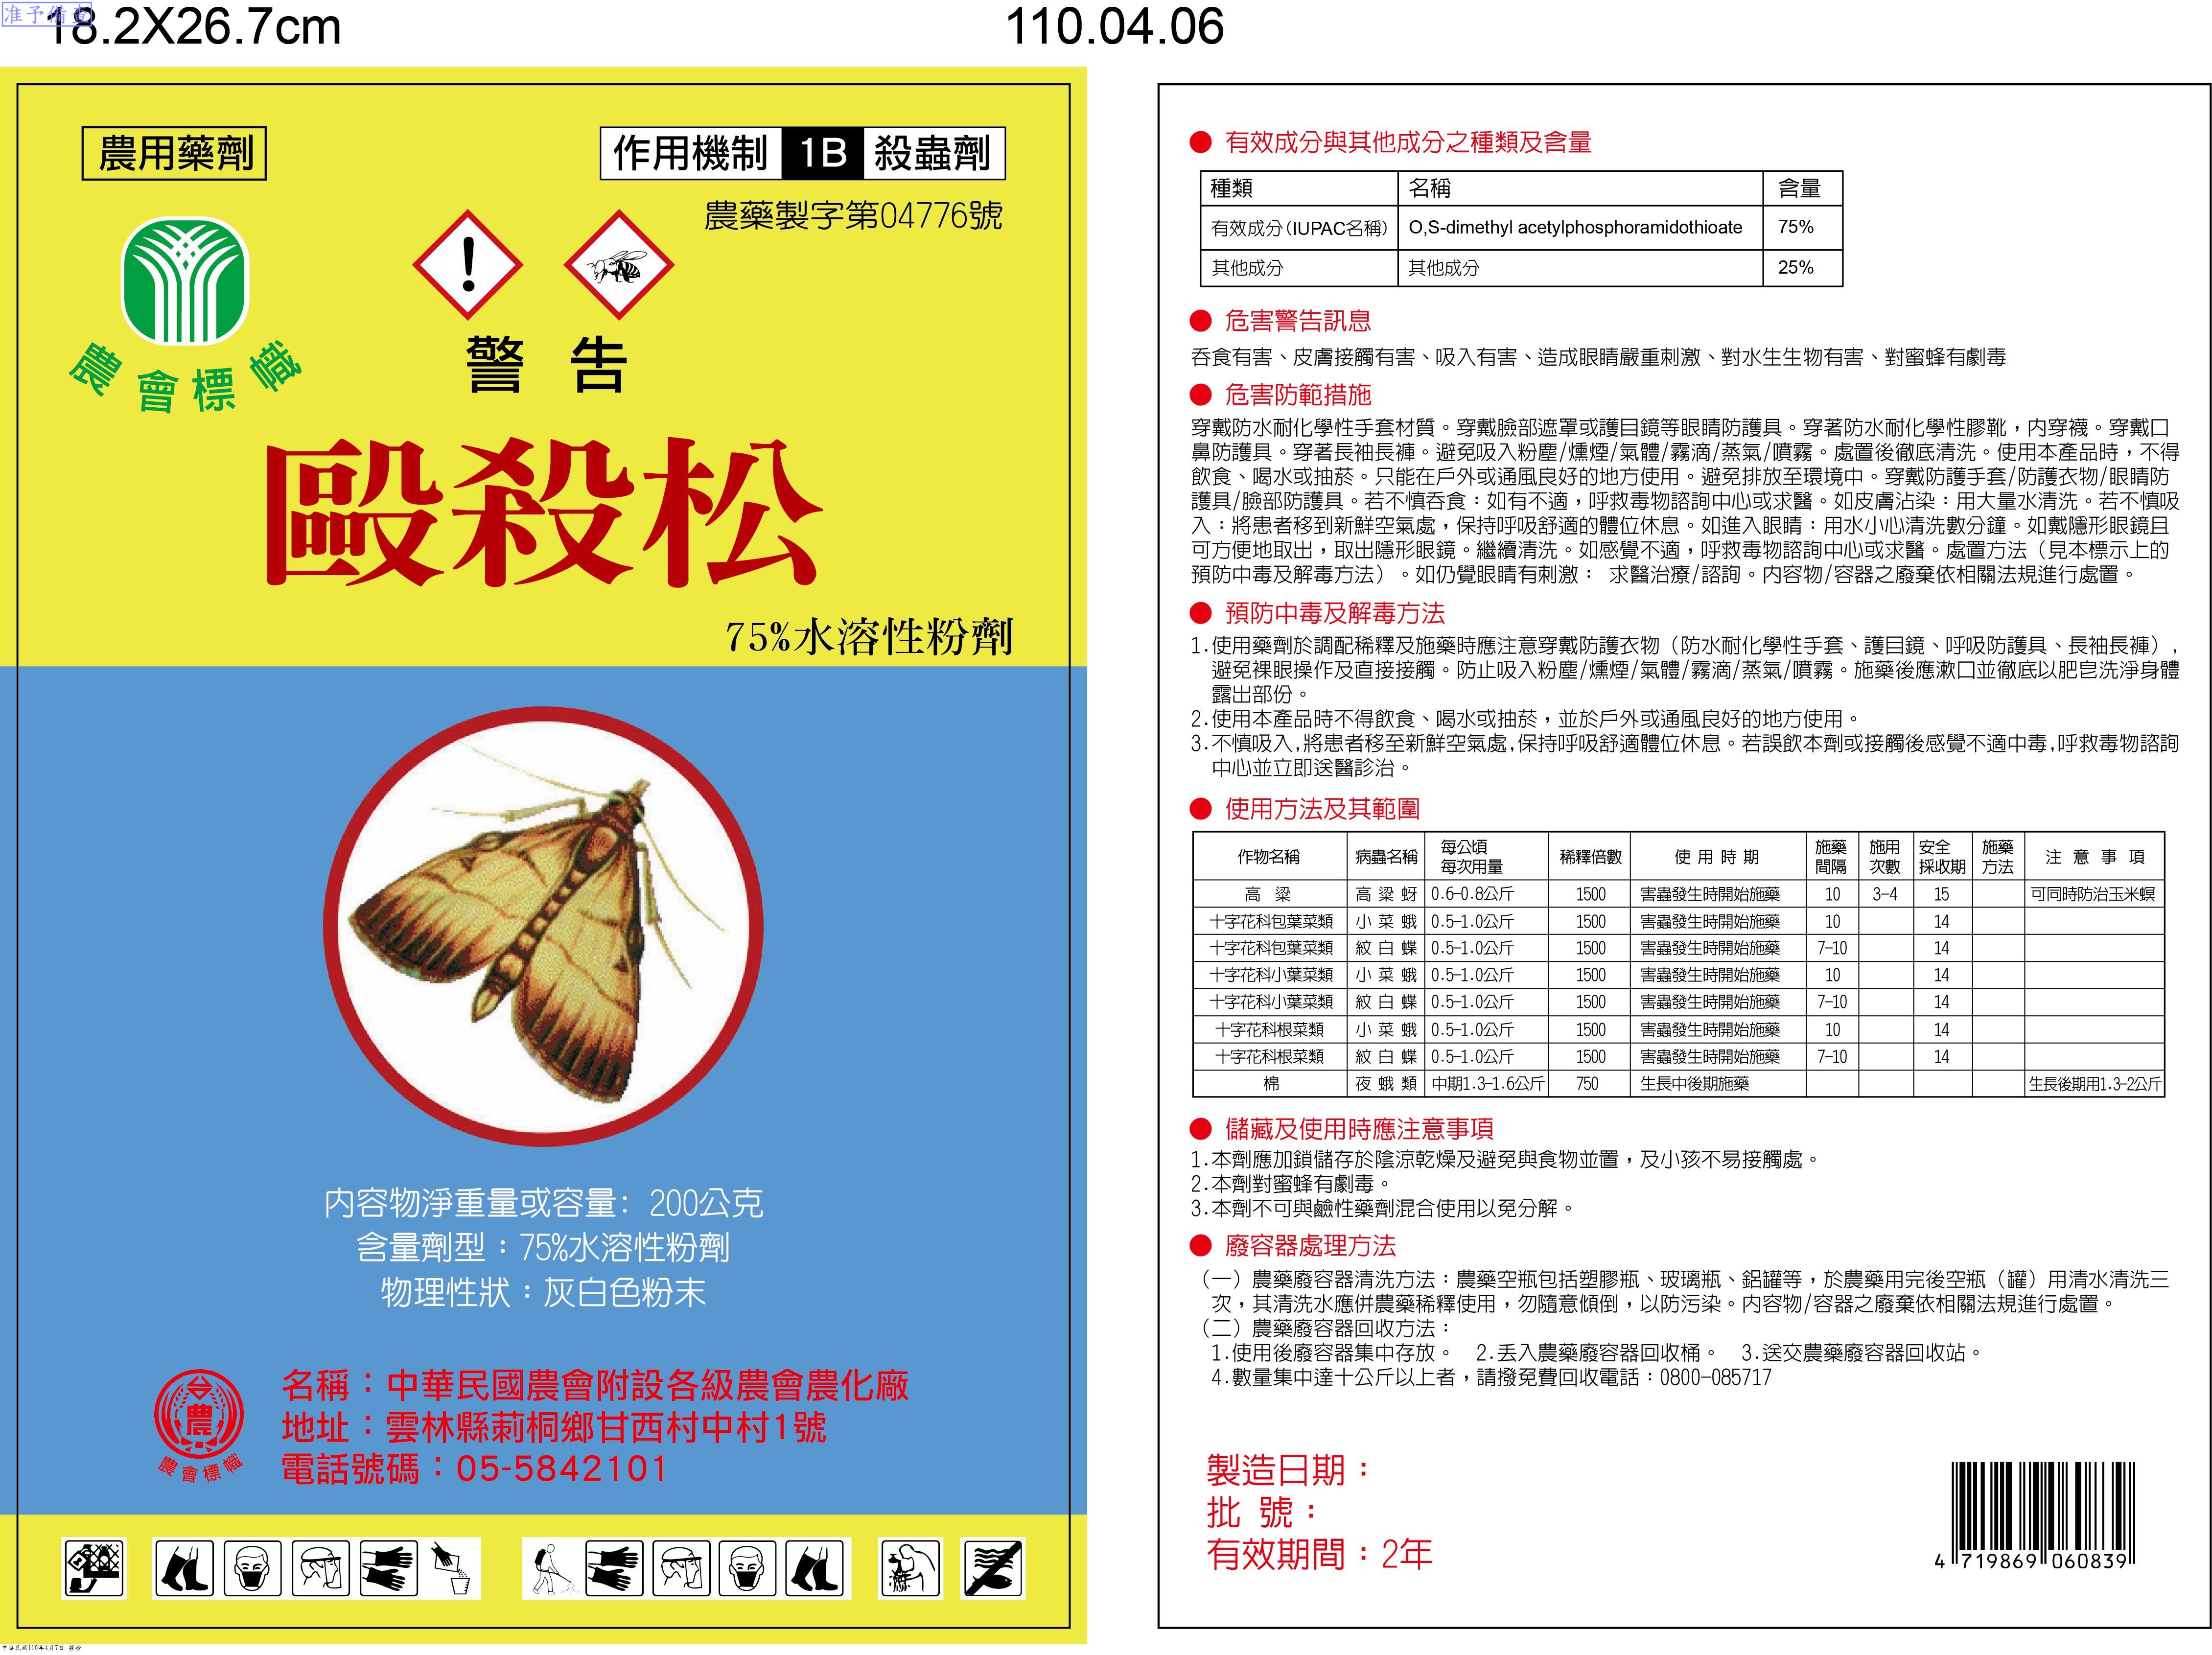 准予備查
18.2X26.7cm
110.04.06
農用藥劑
作用機制 1B 殺蟲劑
農藥製字第04776號
農會標幟
警告
毆殺松
75%水溶性粉劑
內容物淨重量或容量: 200公克
含量劑型：75%水溶性粉劑
物理性狀：灰白色粉末
農
農會標幟
名稱：中華民國農會附設各級農會農化廠
地址：雲林縣莿桐鄉甘西村中村1號
電話號碼：05-5842101
中華民國110年4月7日 簽發
● 有效成分與其他成分之種類及含量
種類 名稱 含量
有效成分(IUPAC名稱) O,S-dimethyl acetylphosphoramidothioate 75%
其他成分 其他成分 25%
● 危害警告訊息
吞食有害、皮膚接觸有害、吸入有害、造成眼睛嚴重刺激、對水生生物有害、對蜜蜂有劇毒
● 危害防範措施
穿戴防水耐化學性手套材質。穿戴臉部遮罩或護目鏡等眼睛防護具。穿著防水耐化學性膠靴，內穿襪。穿戴口
鼻防護具。穿著長袖長褲。避免吸入粉塵/燻煙/氣體/霧滴/蒸氣/噴霧。處置後徹底清洗。使用本產品時，不得
飲食、喝水或抽菸。只能在戶外或通風良好的地方使用。避免排放至環境中。穿戴防護手套/防護衣物/眼睛防
護具/臉部防護具。若不慎吞食：如有不適，呼救毒物諮詢中心或求醫。如皮膚沾染：用大量水清洗。若不慎吸
入：將患者移到新鮮空氣處，保持呼吸舒適的體位休息。如進入眼睛：用水小心清洗數分鐘。如戴隱形眼鏡且
可方便地取出，取出隱形眼鏡。繼續清洗。如感覺不適，呼救毒物諮詢中心或求醫。處置方法（見本標示上的
預防中毒及解毒方法）。如仍覺眼睛有刺激： 求醫治療/諮詢。內容物/容器之廢棄依相關法規進行處置。
● 預防中毒及解毒方法
1.使用藥劑於調配稀釋及施藥時應注意穿戴防護衣物（防水耐化學性手套、護目鏡、呼吸防護具、長袖長褲），
避免裸眼操作及直接接觸。防止吸入粉塵/燻煙/氣體/霧滴/蒸氣/噴霧。施藥後應漱口並徹底以肥皂洗淨身體
露出部份。
2.使用本產品時不得飲食、喝水或抽菸，並於戶外或通風良好的地方使用。
3.不慎吸入,將患者移至新鮮空氣處,保持呼吸舒適體位休息。若誤飲本劑或接觸後感覺不適中毒,呼救毒物諮詢
中心並立即送醫診治。
● 使用方法及其範圍
作物名稱 病蟲名稱 每公頃每次用量 稀釋倍數 使用時期 施藥間隔 施用次數 安全採收期 施藥方法 注意事項
高粱 高粱蚜 0.6-0.8公斤 1500 害蟲發生時開始施藥 10 3-4 15 可同時防治玉米螟
十字花科包葉菜類 小菜蛾 0.5-1.0公斤 1500 害蟲發生時開始施藥 10 14
十字花科包葉菜類 紋白蝶 0.5-1.0公斤 1500 害蟲發生時開始施藥 7-10 14
十字花科小葉菜類 小菜蛾 0.5-1.0公斤 1500 害蟲發生時開始施藥 10 14
十字花科小葉菜類 紋白蝶 0.5-1.0公斤 1500 害蟲發生時開始施藥 7-10 14
十字花科根菜類 小菜蛾 0.5-1.0公斤 1500 害蟲發生時開始施藥 10 14
十字花科根菜類 紋白蝶 0.5-1.0公斤 1500 害蟲發生時開始施藥 7-10 14
棉 夜蛾類 中期1.3-1.6公斤 750 生長中後期施藥 生長後期用1.3-2公斤
● 儲藏及使用時應注意事項
1.本劑應加鎖儲存於陰涼乾燥及避免與食物並置，及小孩不易接觸處。
2.本劑對蜜蜂有劇毒。
3.本劑不可與鹼性藥劑混合使用以免分解。
● 廢容器處理方法
（一）農藥廢容器清洗方法：農藥空瓶包括塑膠瓶、玻璃瓶、鋁罐等，於農藥用完後空瓶（罐）用清水清洗三
次，其清洗水應併農藥稀釋使用，勿隨意傾倒，以防污染。內容物/容器之廢棄依相關法規進行處置。
（二）農藥廢容器回收方法：
1.使用後廢容器集中存放。 2.丟入農藥廢容器回收桶。 3.送交農藥廢容器回收站。
4.數量集中達十公斤以上者，請撥免費回收電話：0800-085717
製造日期：
批 號：
有效期間：2年
4 719869 060839